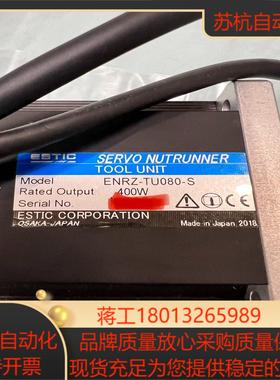 苏杭自动
ESTIC
SERVO NUTRUNNER
TOOL UNIT
Model ENRZ-TU080-S
Rated Output 400W
Serial No.
ESTIC CORPORATION
OSAKA-JAPAN
Made in Japan 2018
蒋工18013265989
自动化
品牌质量放心采购质量保
开票
现货充足为您提供稳定的